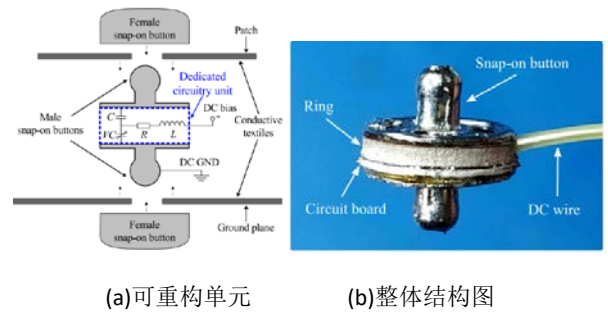 Female
snap-on button
Patch
Dedicated
circuitry unit
DC bias
Male
snap-on buttons
C
VC
R
L
Conductive
textiles
DC GND
Female
snap-on button
Ground plane
Snap-on button
Ring
Circuit board
DC wire
(a)可重构单元
(b)整体结构图